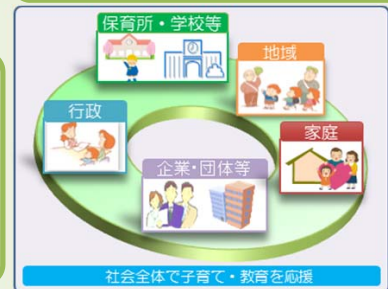 保育所・学校等
地域
行政
家庭
企業・団体等
社会全体で子育て・教育を応援